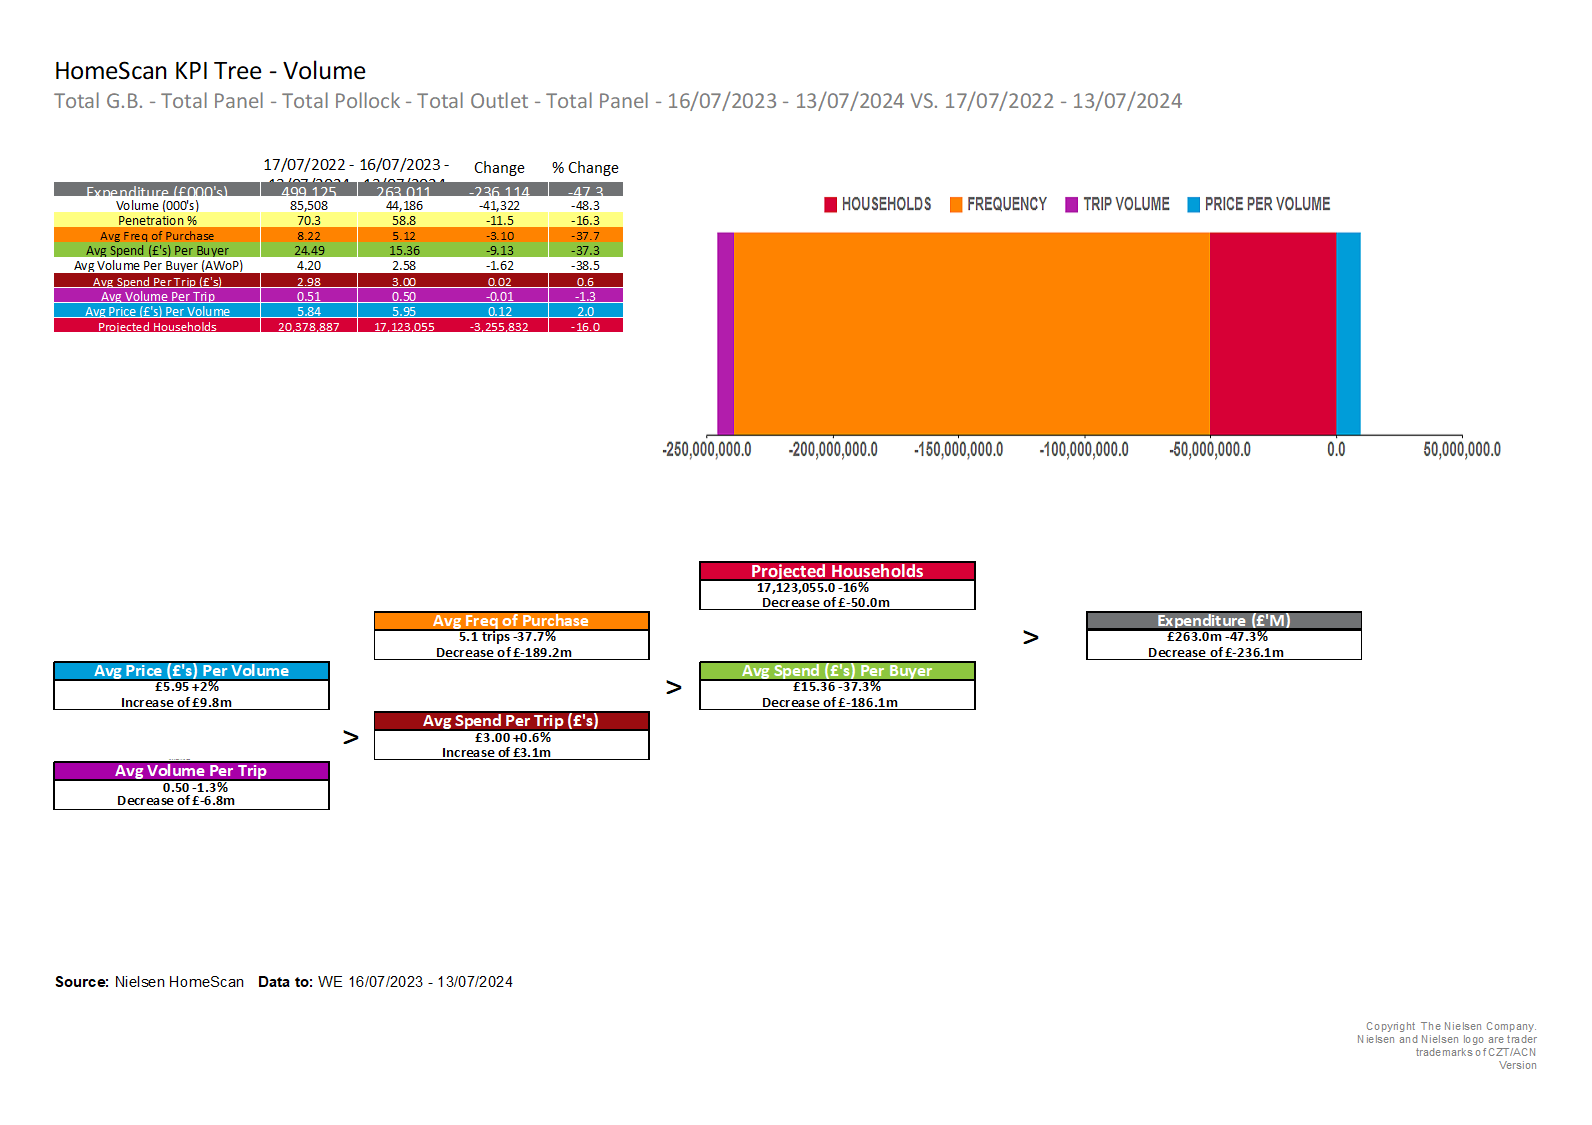 HomeScan KPI Tree - Volume
Total G.B. - Total Panel - Total Pollock - Total Outlet - Total Panel - 16/07/2023 - 13/07/2024 VS. 17/07/2022 - 13/07/2024
17/07/2022 - 16/07/2023 - Change % Change
13/07/2024 13/07/2024
Expenditure (£000's) 499,125 263,011 -236,114 -47.3
Volume (000's) 85,508 44,186 -41,322 -48.3
Penetration % 70.3 58.8 -11.5 -16.3
Avg Freq of Purchase 8.22 5.12 -3.10 -37.7
Avg Spend (£'s) Per Buyer 24.49 15.36 -9.13 -37.3
Avg Volume Per Buyer (AWoP) 4.20 2.58 -1.62 -38.5
Avg Spend Per Trip (£'s) 2.98 3.00 0.02 0.6
Avg Volume Per Trip 0.51 0.50 -0.01 -1.3
Avg Price (£'s) Per Volume 5.84 5.95 0.12 2.0
Projected Households 20,378,887 17,123,055 -3,255,832 -16.0
HOUSEHOLDS FREQUENCY TRIP VOLUME PRICE PER VOLUME
-250,000,000.0 -200,000,000.0 -150,000,000.0 -100,000,000.0 -50,000,000.0 0.0 50,000,000.0
Projected Households
17,123,055.0 -16%
Decrease of £-50.0m
Avg Freq of Purchase
5.1 trips -37.7%
Decrease of £-189.2m
>
Expenditure (£'M)
£263.0m -47.3%
Decrease of £-236.1m
Avg Price (£'s) Per Volume
£5.95 +2%
Increase of £9.8m
>
Avg Spend (£'s) Per Buyer
£15.36 -37.3%
Decrease of £-186.1m
>
Avg Spend Per Trip (£'s)
£3.00 +0.6%
Increase of £3.1m
Avg Volume Per Trip
0.50 -1.3%
Decrease of £-6.8m
Source: Nielsen HomeScan Data to: WE 16/07/2023 - 13/07/2024
Copyright The Nielsen Company.
Nielsen and Nielsen logo are trader
trademarks of CZT/ACN
Version